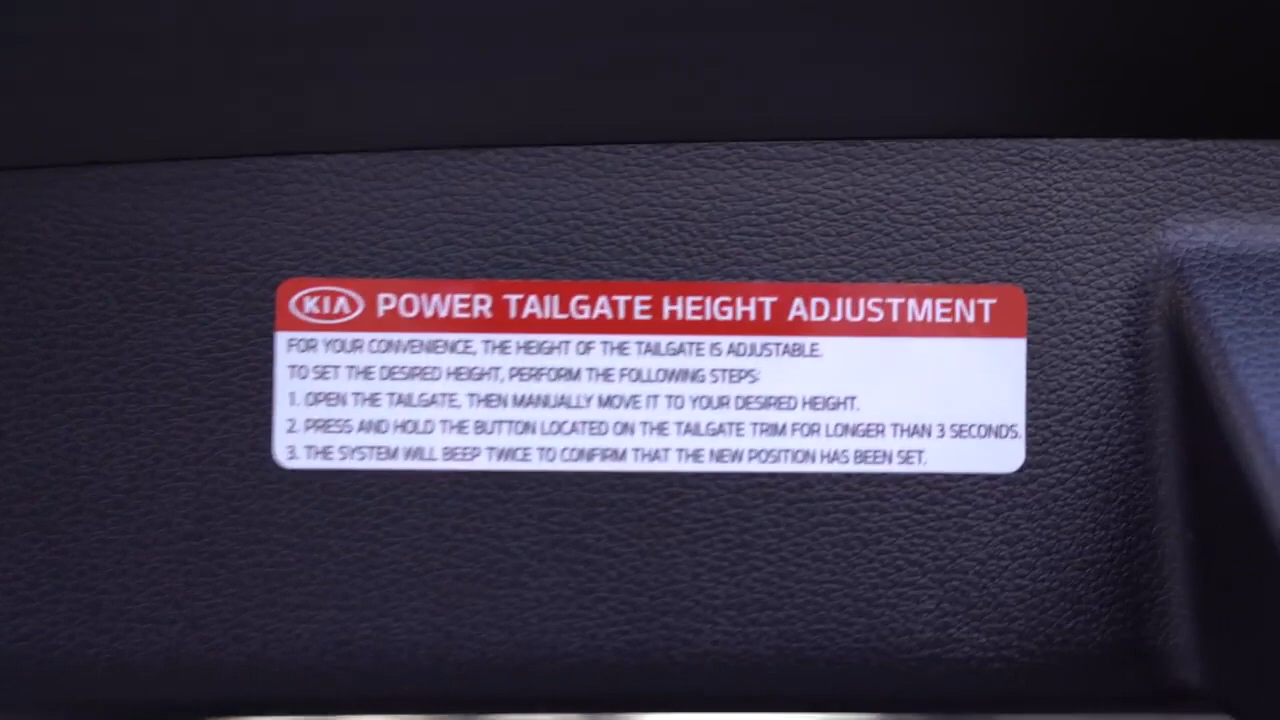 KIA POWER TAILGATE HEIGHT ADJUSTMENT
FOR YOUR CONVENIENCE, THE HEIGHT OF THE TAILGATE IS ADJUSTABLE.
TO SET THE DESIRED HEIGHT, PERFORM THE FOLLOWING STEPS:
1. OPEN THE TAILGATE, THEN MANUALLY MOVE IT TO YOUR DESIRED HEIGHT.
2. PRESS AND HOLD THE BUTTON LOCATED ON THE TAILGATE TRIM FOR LONGER THAN 3 SECONDS.
3. THE SYSTEM WILL BEEP TWICE TO CONFIRM THAT THE NEW POSITION HAS BEEN SET.